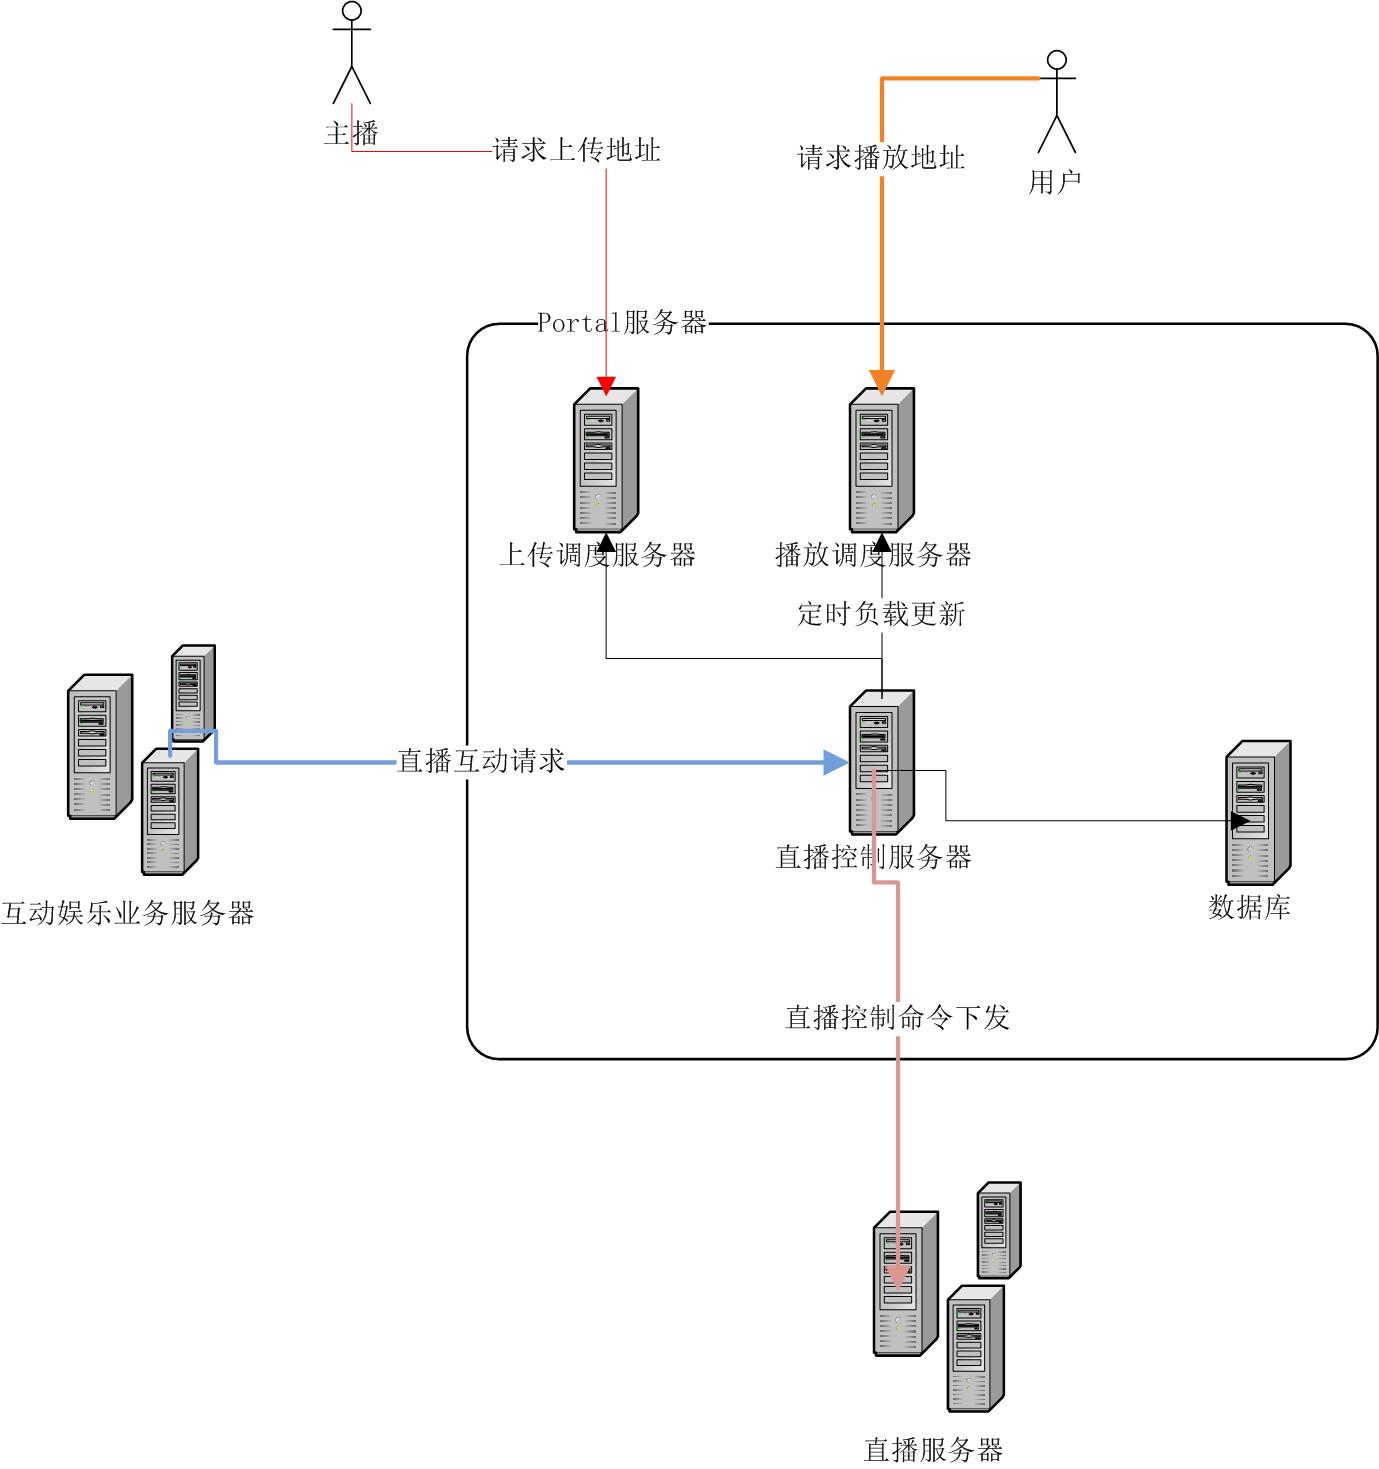 主播
请求上传地址
请求播放地址
用户
Portal服务器
上传调度服务器
播放调度服务器
定时负载更新
直播互动请求
直播控制服务器
互动娱乐业务服务器
数据库
直播控制命令下发
直播服务器